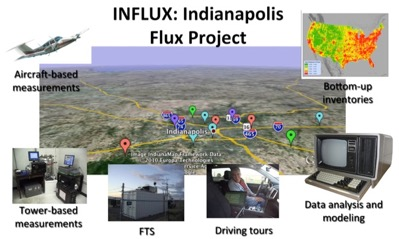 INFLUX: Indianapolis
Flux Project
Aircraft-based
measurements
Bottom-up
inventories
Indianapolis
465
Tower-based
measurements
FTS
Driving tours
Data analysis and
modeling